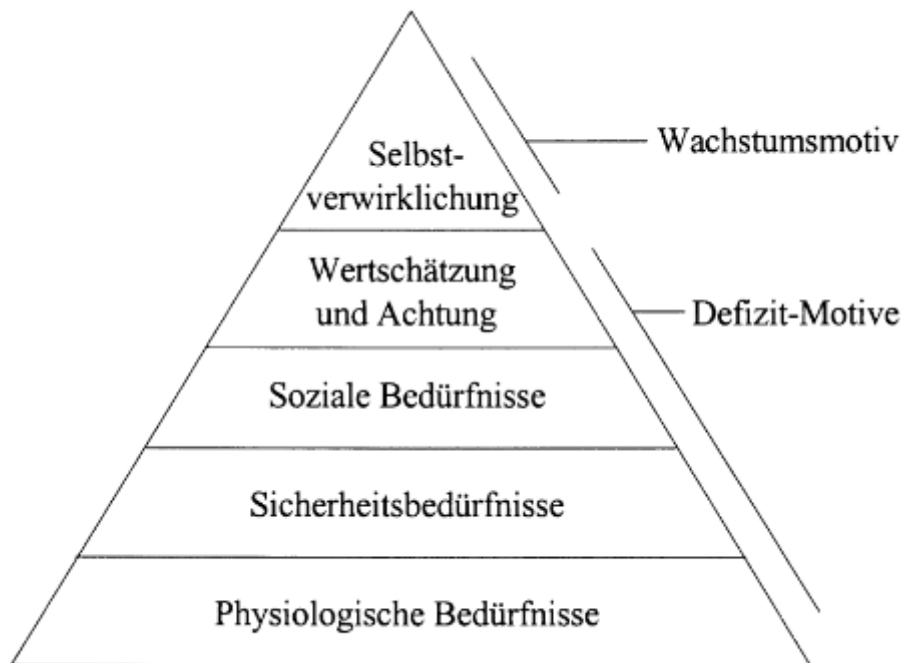 Selbst-
verwirklichung
Wachstumsmotiv
Wertschätzung
und Achtung
Defizit-Motive
Soziale Bedürfnisse
Sicherheitsbedürfnisse
Physiologische Bedürfnisse